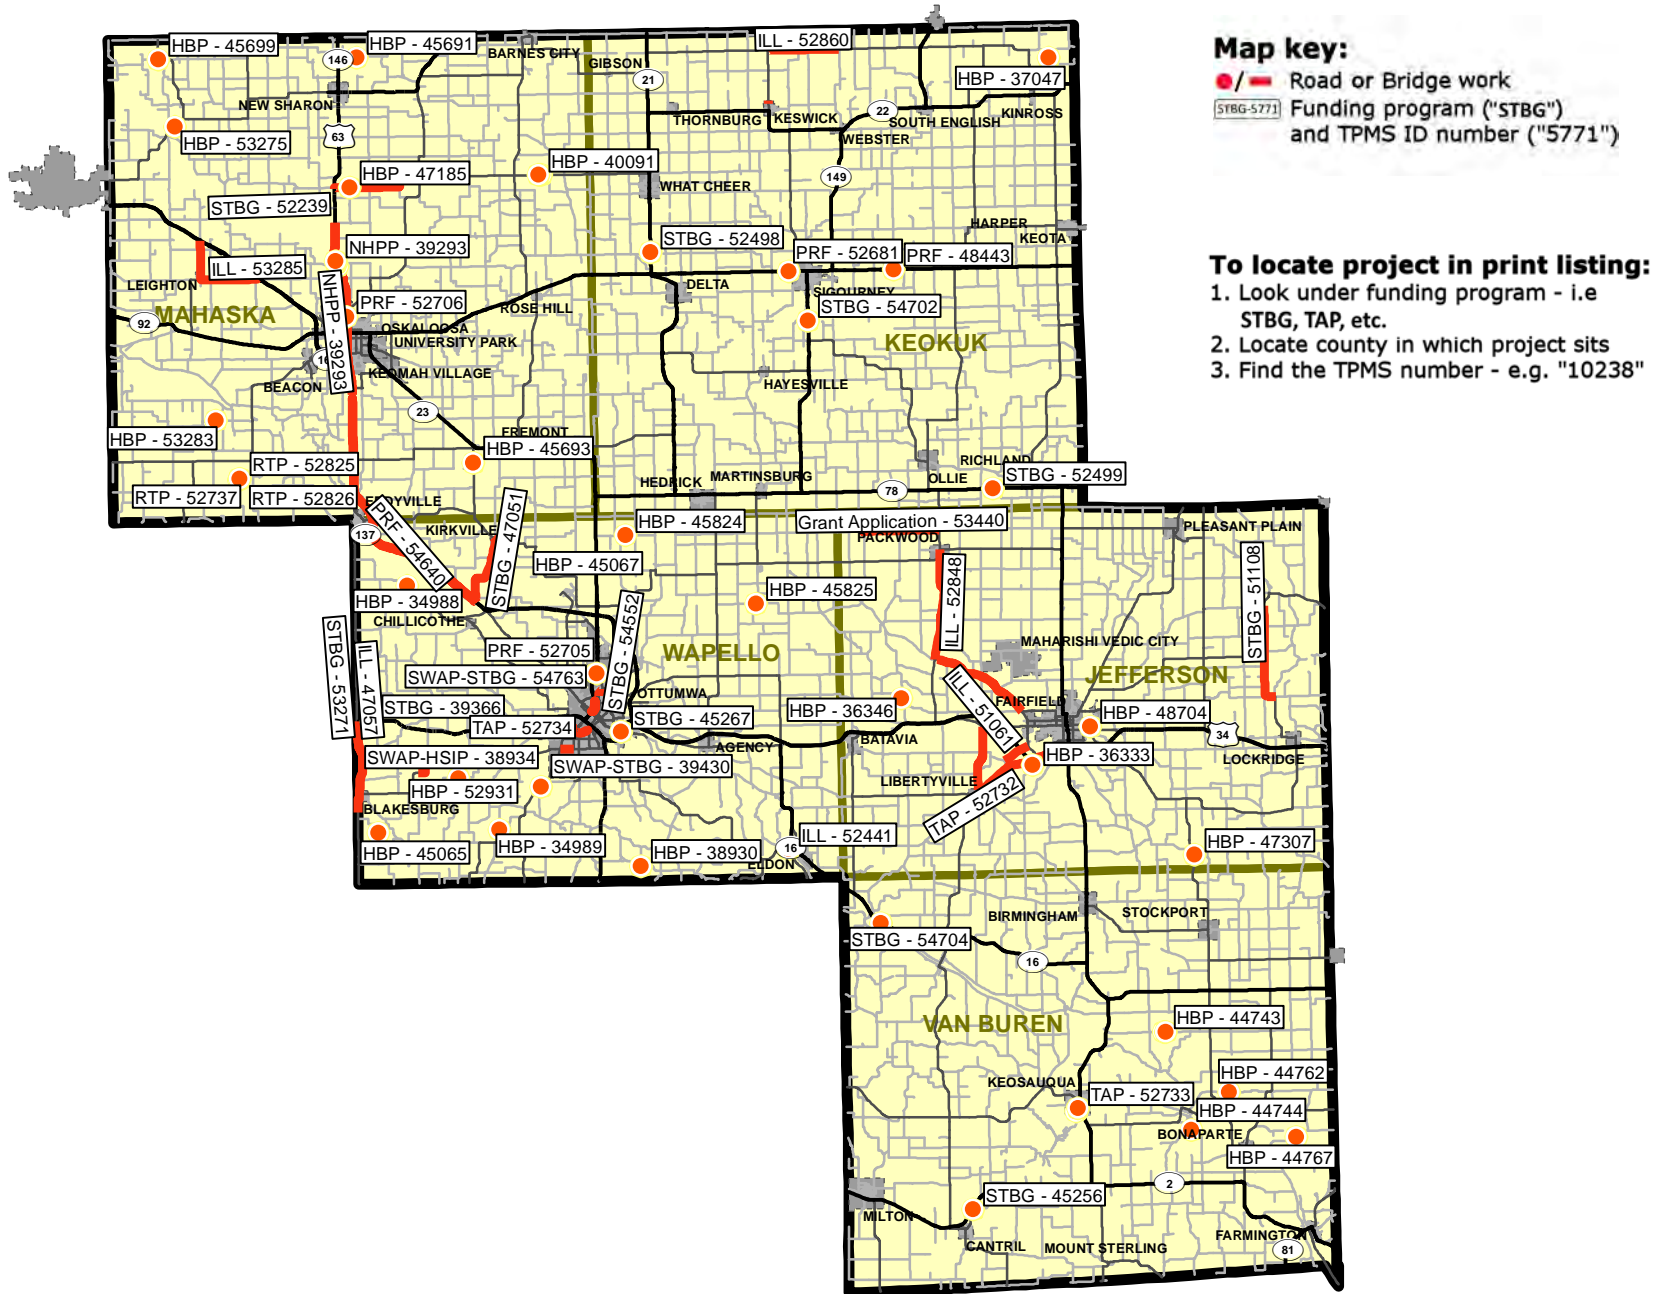 HBP - 45699
HBP - 45691
146
BARNES CITY
GIBSON
21
ILL - 52860
HBP - 37047
NEW SHARON
63
THORNBURG
KESWICK
22
SOUTH ENGLISH
KINROSS
WEBSTER
HBP - 53275
HBP - 40091
HBP - 47185
WHAT CHEER
149
STBG - 52239
HARPER
KEOTA
NHPP - 39293
STBG - 52498
PRF - 52681
PRF - 48443
ILL - 53285
LEIGHTON
DELTA
SIGOURNEY
MAHASKA
NHPP - 39293
PRF - 52706
ROSE HILL
STBG - 54702
92
OSKALOOSA
UNIVERSITY PARK
KEOKUK
BEACON
KEOMAH VILLAGE
HAYESVILLE
23
HBP - 53283
FREMONT
HBP - 45693
RTP - 52825
RTP - 52737
RTP - 52826
HEDRICK
MARTINSBURG
78
OLLIE
RICHLAND
STBG - 52499
137
PRF - 54640
KIRKVILLE
STBG - 47051
HBP - 45824
Grant Application - 53440
PACKWOOD
PLEASANT PLAIN
HBP - 45067
HBP - 34988
CHILLICOTHE
HBP - 45825
ILL - 52848
STBG - 51108
STBG - 53271
ILL - 47057
PRF - 52705
STBG - 54552
WAPELLO
MAHARISHI VEDIC CITY
SWAP-STBG - 54763
OTTUMWA
JEFFERSON
STBG - 39366
TAP - 52734
STBG - 45267
HBP - 36346
ILL - 51061
FAIRFIELD
HBP - 48704
34
AGENCY
BATAVIA
LOCKRIDGE
SWAP-HSIP - 38934
SWAP-STBG - 39430
HBP - 36333
HBP - 52931
LIBERTYVILLE
TAP - 52732
BLAKESBURG
HBP - 45065
HBP - 34989
HBP - 38930
16
ILL - 52441
ELDON
HBP - 47307
BIRMINGHAM
STOCKPORT
STBG - 54704
16
VAN BUREN
HBP - 44743
HBP - 44762
KEOSAUQUA
TAP - 52733
HBP - 44744
BONAPARTE
HBP - 44767
2
STBG - 45256
MILTON
CANTRIL
MOUNT STERLING
FARMINGTON
81
Map key:
/ Road or Bridge work
STBG-5771 Funding program ("STBG")
and TPMS ID number ("5771")
To locate project in print listing:
1. Look under funding program - i.e
STBG, TAP, etc.
2. Locate county in which project sits
3. Find the TPMS number - e.g. "10238"